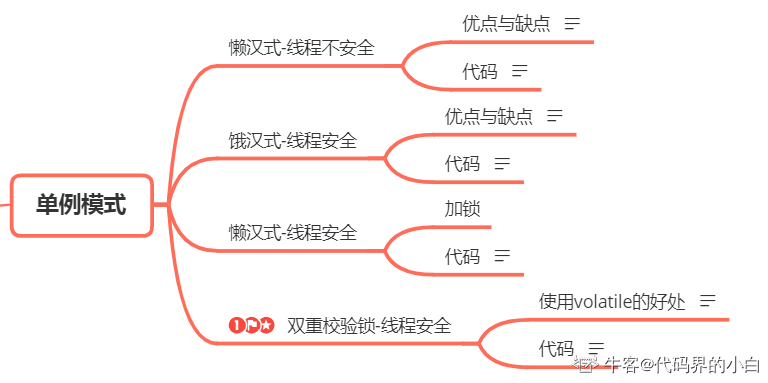 单例模式
懒汉式-线程不安全
优点与缺点
代码
饿汉式-线程安全
优点与缺点
代码
懒汉式-线程安全
加锁
代码
1 双重校验锁-线程安全
使用volatile的好处
代码
牛客@代码界的小白